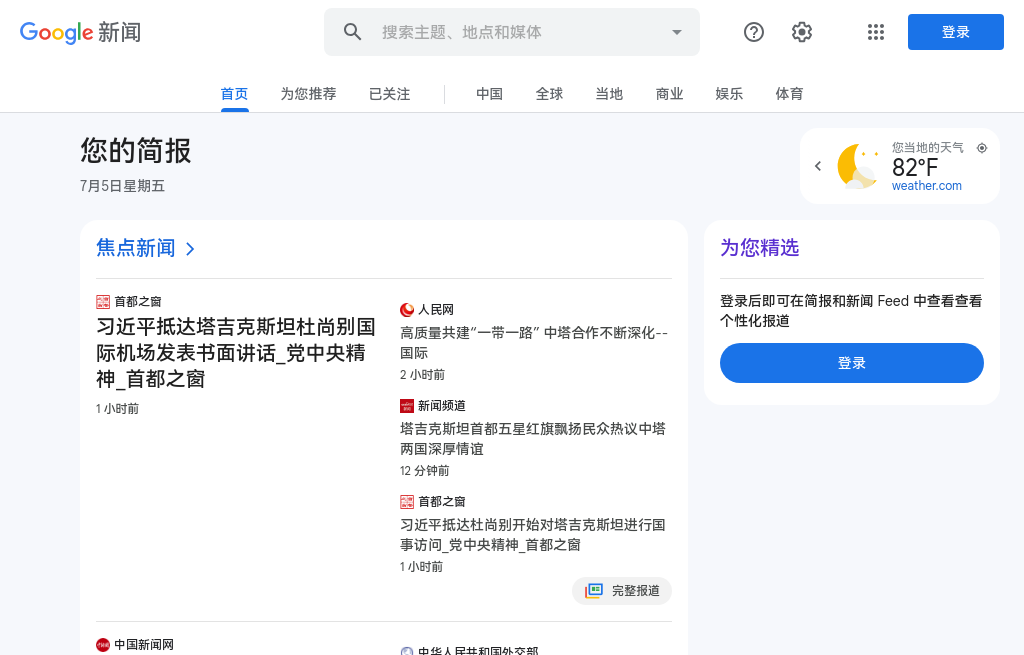 Google 新闻
搜索主题、地点和媒体
登录
首页 为您推荐 已关注 中国 全球 当地 商业 娱乐 体育
您的简报
7月5日星期五
您当地的天气
82°F
weather.com
焦点新闻
首都之窗
习近平抵达塔吉克斯坦杜尚别国
际机场发表书面讲话_党中央精
神_首都之窗
1 小时前
人民网
高质量共建“一带一路” 中塔合作不断深化--
国际
2 小时前
新闻频道
塔吉克斯坦首都五星红旗飘扬民众热议中塔
两国深厚情谊
12 分钟前
首都之窗
习近平抵达杜尚别开始对塔吉克斯坦进行国
事访问_党中央精神_首都之窗
1 小时前
完整报道
为您精选
登录后即可在简报和新闻 Feed 中查看查看
个性化报道
登录
中国新闻网
中华人民共和国外交部